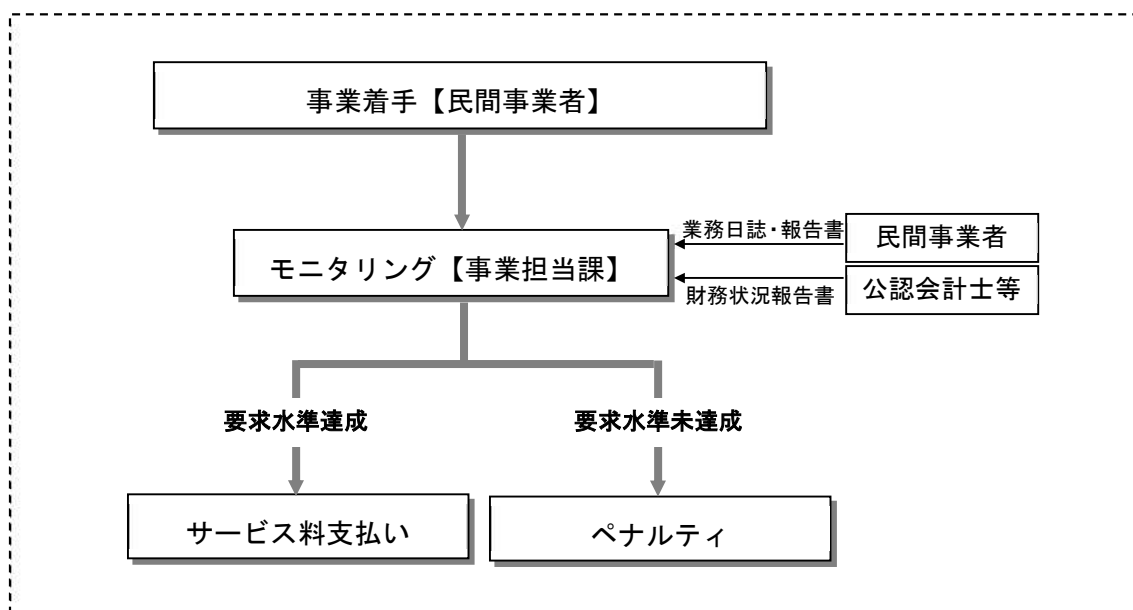 事業着手【民間事業者】
業務日誌・報告書
民間事業者
モニタリング【事業担当課】
財務状況報告書
公認会計士等
要求水準達成
要求水準未達成
サービス料支払い
ペナルティ